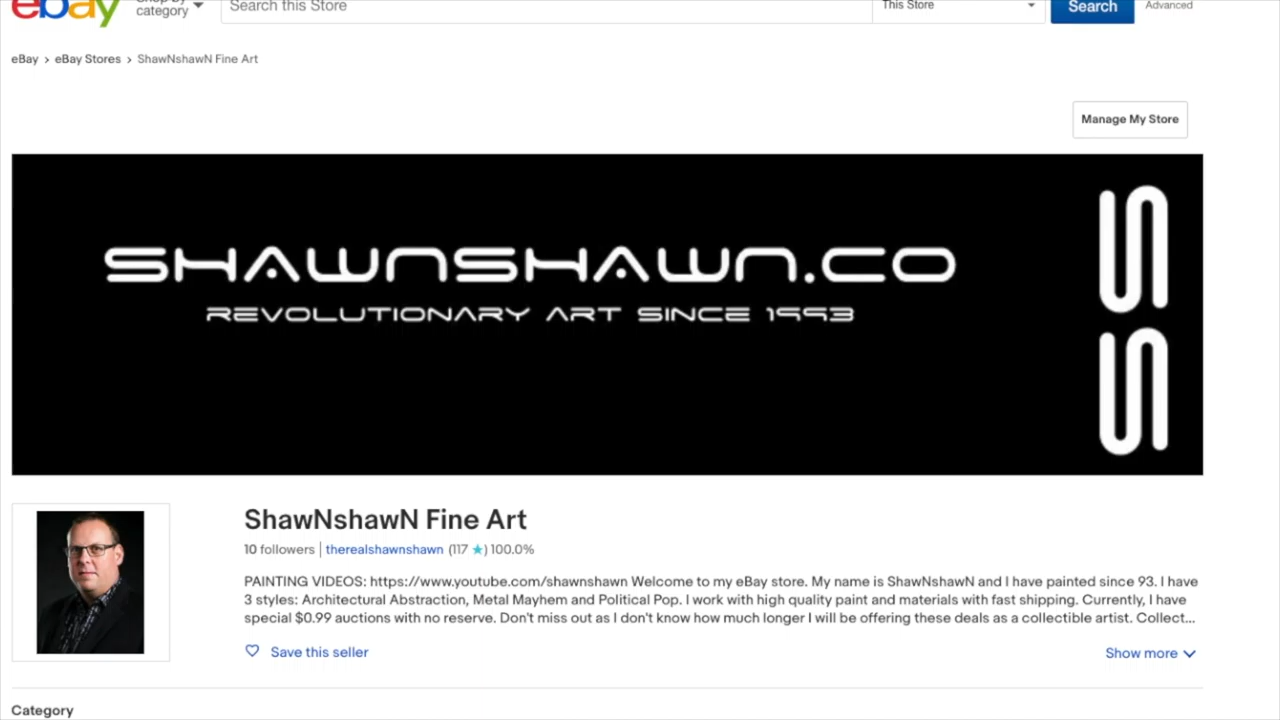 ebay
Shop by
category
Search this Store
This Store
Search
Advanced
eBay > eBay Stores > ShawNshawN Fine Art
Manage My Store
SHAWNSHAWN.CO
REVOLUTIONARY ART SINCE 1993
SS
ShawNshawN Fine Art
10 followers | therealshawnshawn (117 ★) 100.0%
PAINTING VIDEOS: https://www.youtube.com/shawnshawn Welcome to my eBay store. My name is ShawNshawN and I have painted since 93. I have
3 styles: Architectural Abstraction, Metal Mayhem and Political Pop. I work with high quality paint and materials with fast shipping. Currently, I have
special $0.99 auctions with no reserve. Don't miss out as I don't know how much longer I will be offering these deals as a collectible artist. Collect...
Save this seller
Show more
Category